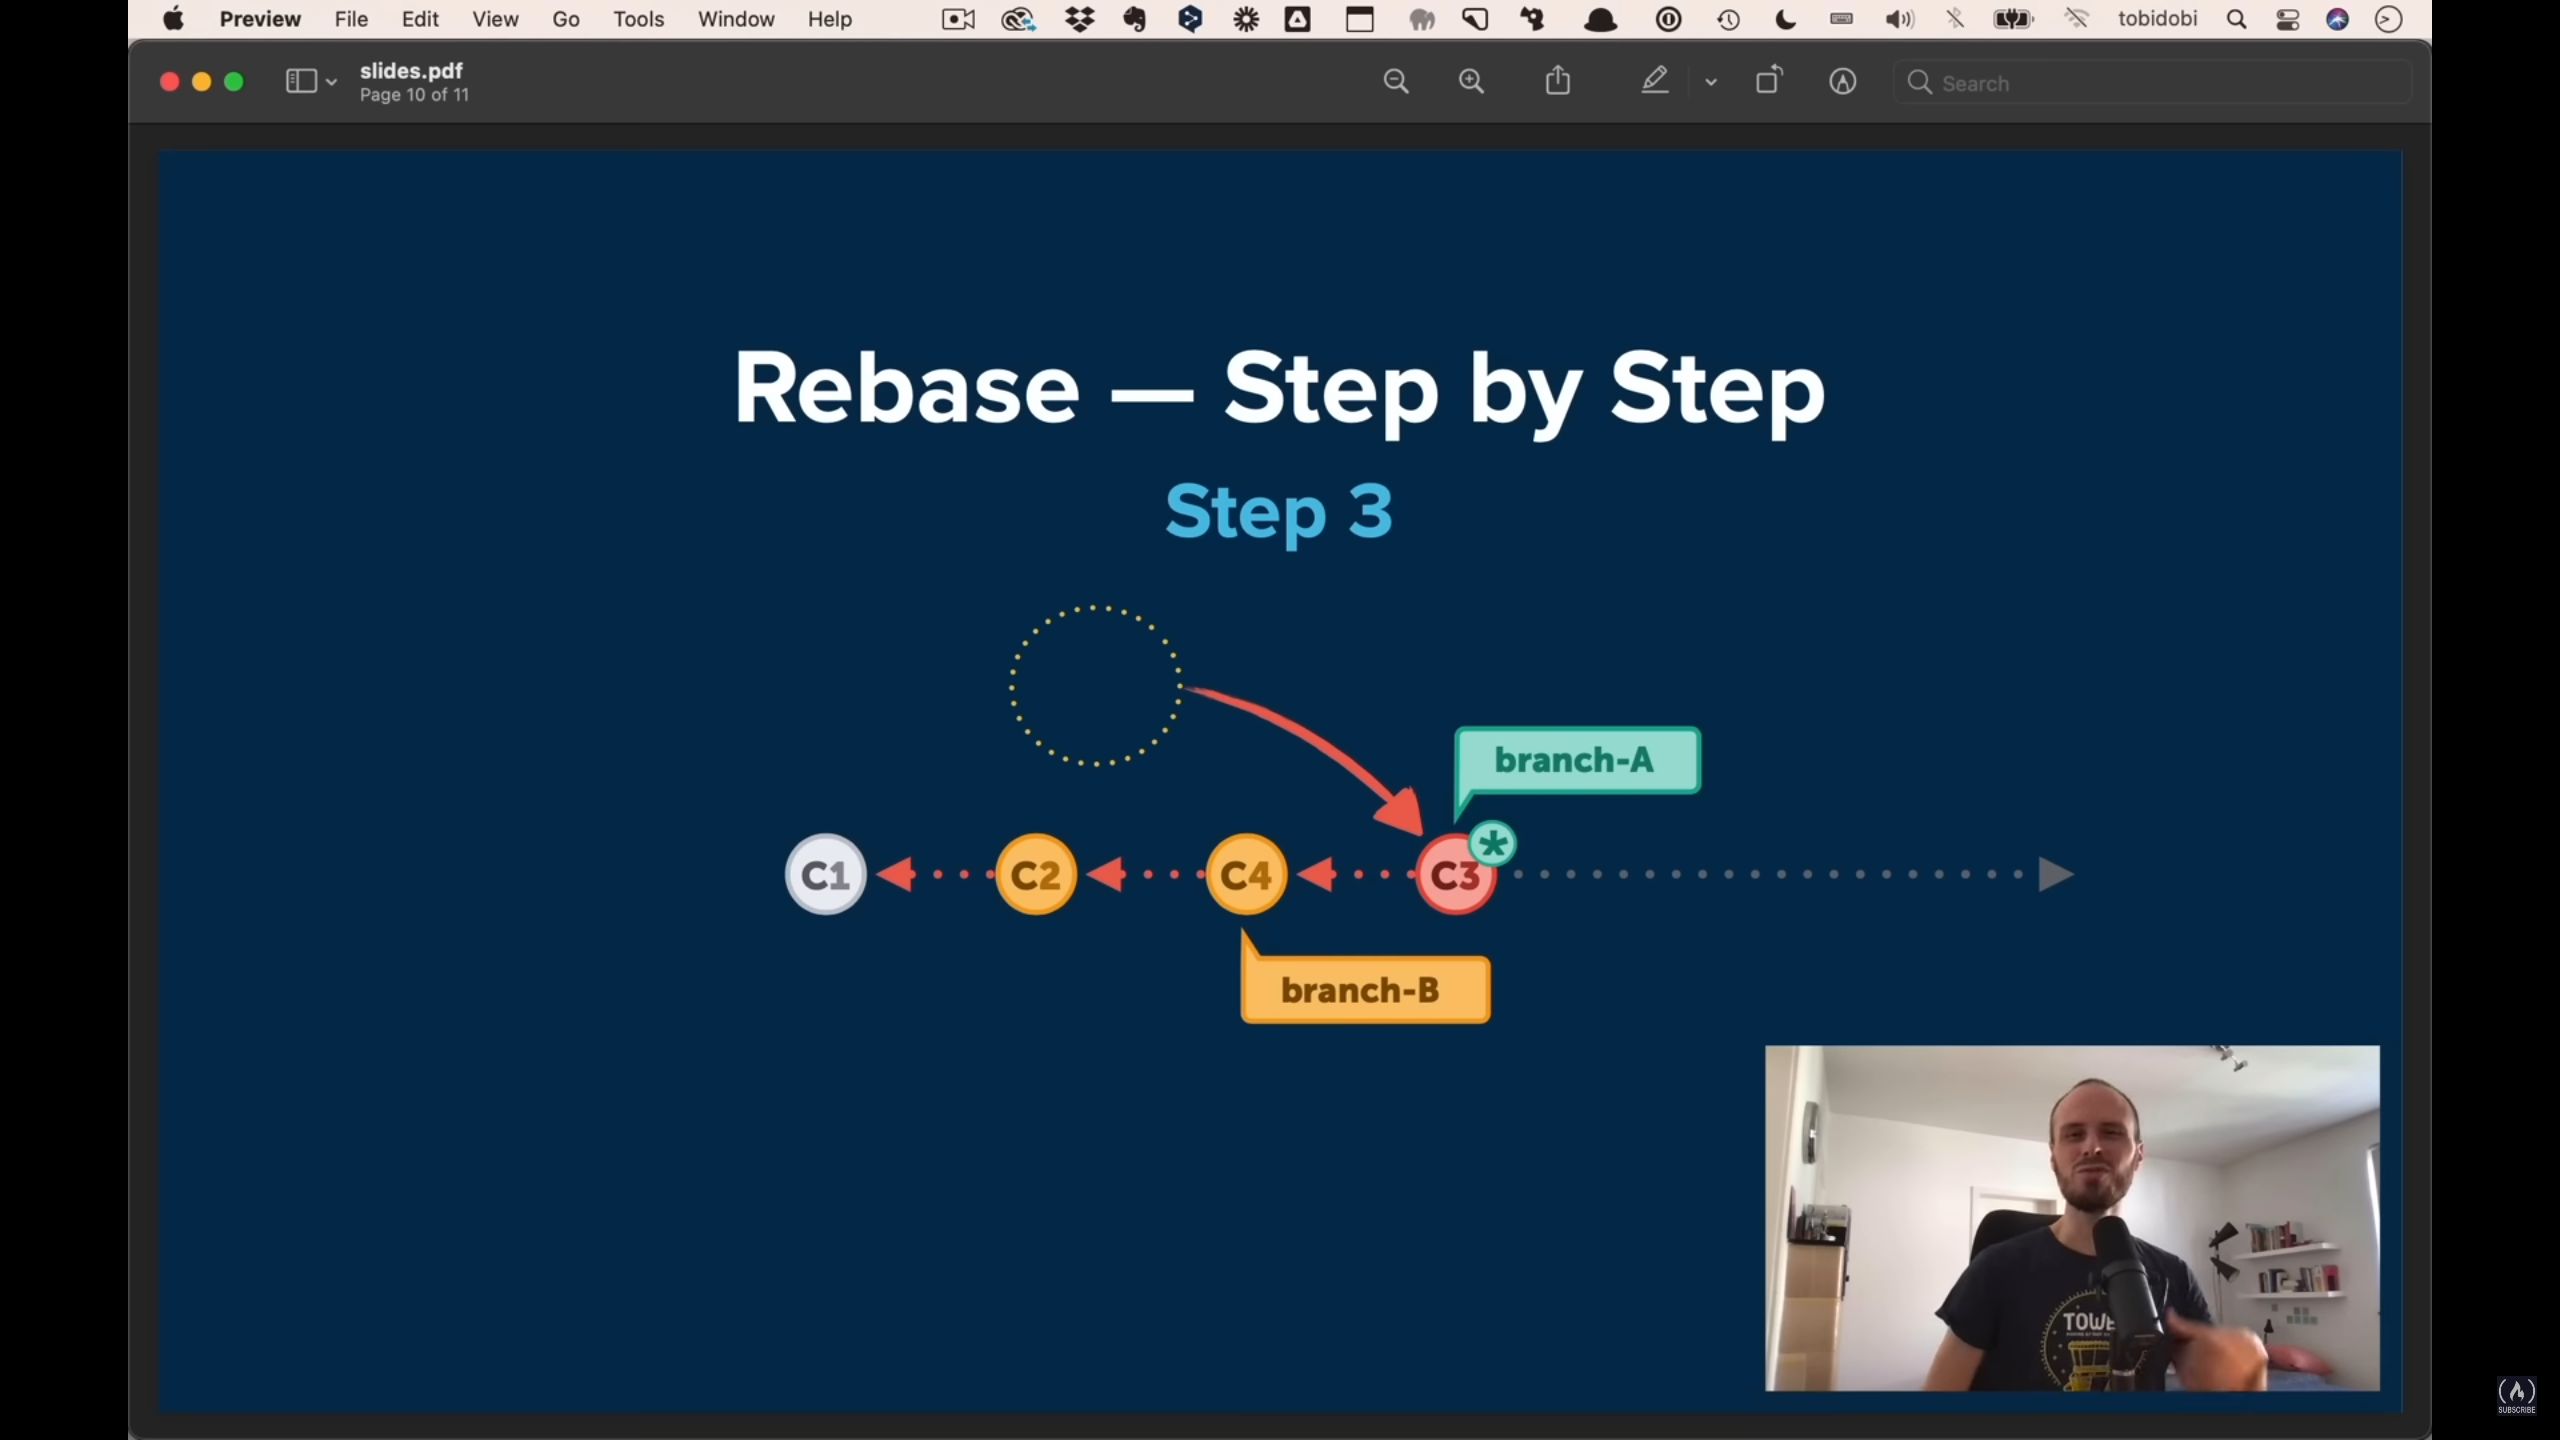 Preview File Edit View Go Tools Window Help tobidobi
slides.pdf
Page 10 of 11
Search
Rebase — Step by Step
Step 3
branch-A
C1 C2 C4 C3 *
branch-B
TOWE
SUBSCRIBE